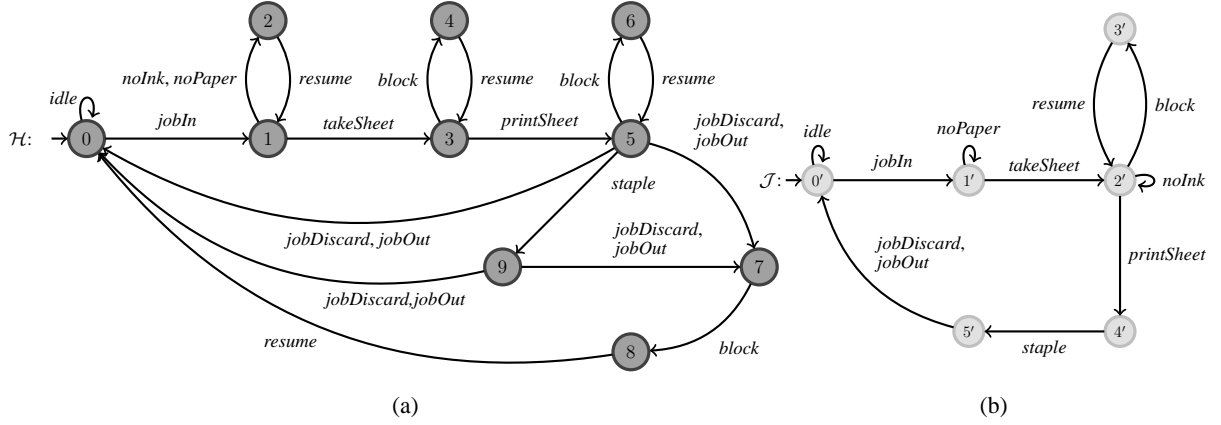 2
4
6
noInk, noPaper
resume
block
resume
block
resume
idle
ℋ:
0
jobIn
1
takeSheet
3
printSheet
5
jobDiscard,
jobOut
staple
jobDiscard, jobOut
jobDiscard,
jobOut
9
7
jobDiscard,jobOut
resume
8
block
(a)
3′
resume
block
idle
noPaper
𝒥:
0′
jobIn
1′
takeSheet
2′
noInk
jobDiscard,
jobOut
printSheet
5′
staple
4′
(b)